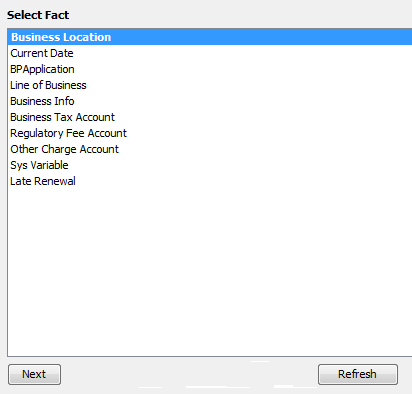 Select Fact
Business Location
Current Date
BPApplication
Line of Business
Business Info
Business Tax Account
Regulatory Fee Account
Other Charge Account
Sys Variable
Late Renewal
Next
Refresh